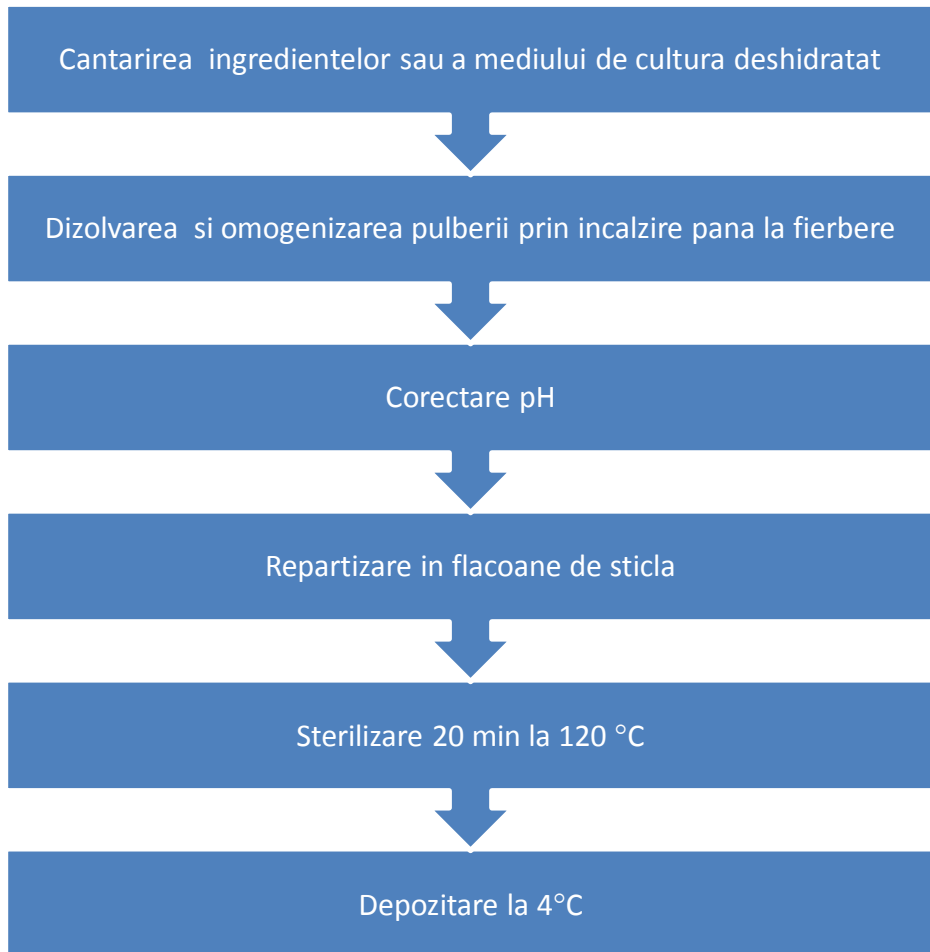 Cantarirea ingredientelor sau a mediului de cultura deshidratat
Dizolvarea si omogenizarea pulberii prin incalzire pana la fierbere
Corectare pH
Repartizare in flacoane de sticla
Sterilizare 20 min la 120 °C
Depozitare la 4°C